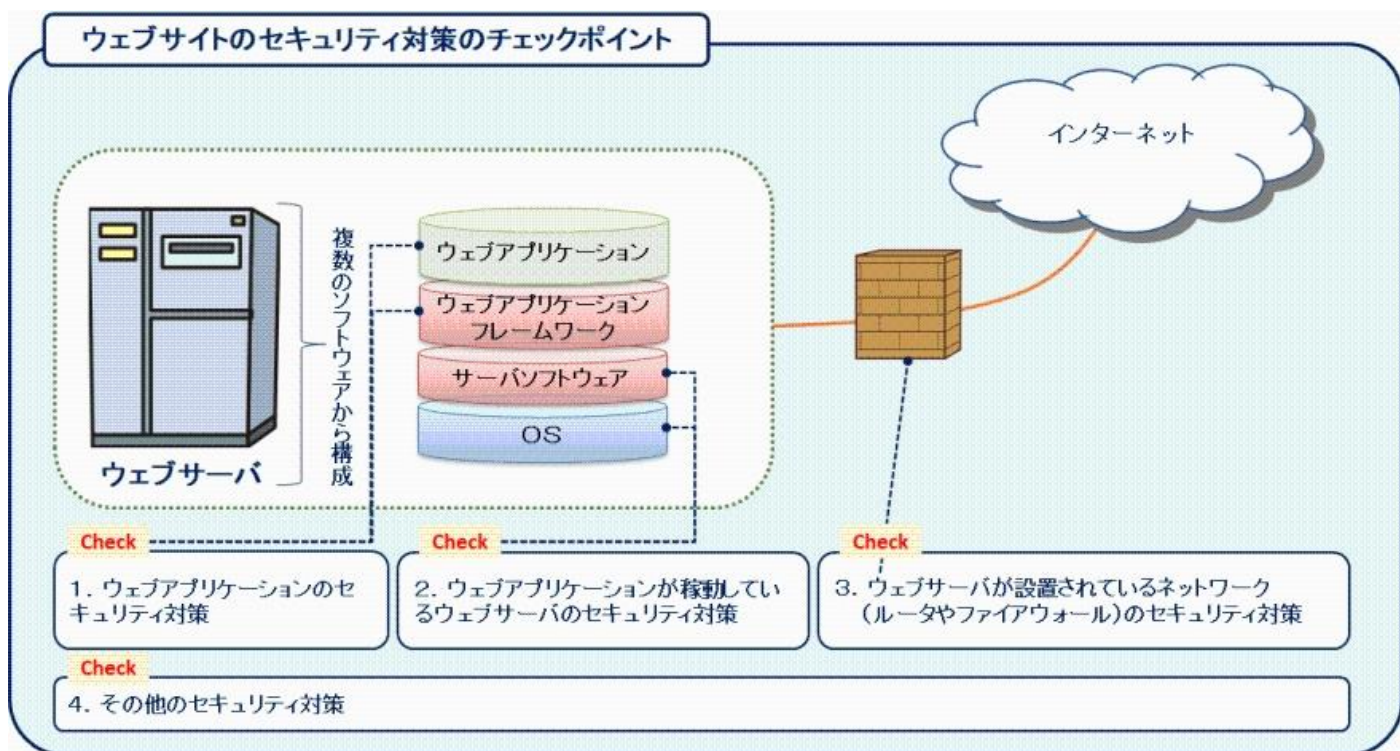 ウェブサイトのセキュリティ対策のチェックポイント
インターネット
複数のソフトウェアから構成
ウェブアプリケーション
ウェブアプリケーション
フレームワーク
サーバソフトウェア
OS
ウェブサーバ
Check
1. ウェブアプリケーションのセ
キュリティ対策
Check
2. ウェブアプリケーションが稼動してい
るウェブサーバのセキュリティ対策
Check
3. ウェブサーバが設置されているネットワーク
(ルータやファイアウォール)のセキュリティ対策
Check
4. その他のセキュリティ対策